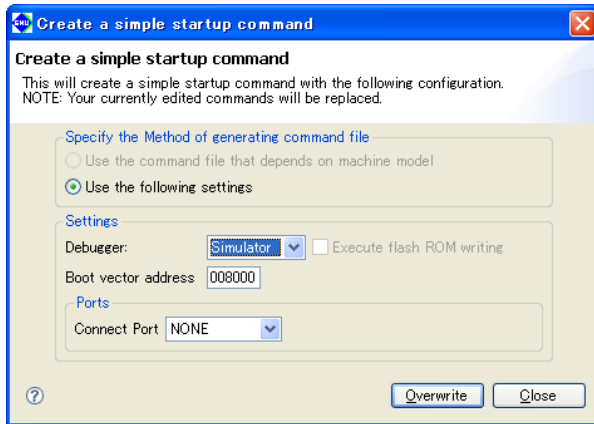 GNU Create a simple startup command
Create a simple startup command
This will create a simple startup command with the following configuration.
NOTE: Your currently edited commands will be replaced.
Specify the Method of generating command file
Use the command file that depends on machine model
Use the following settings
Settings
Debugger: Simulator Execute flash ROM writing
Boot vector address 008000
Ports
Connect Port NONE
? Overwrite Close